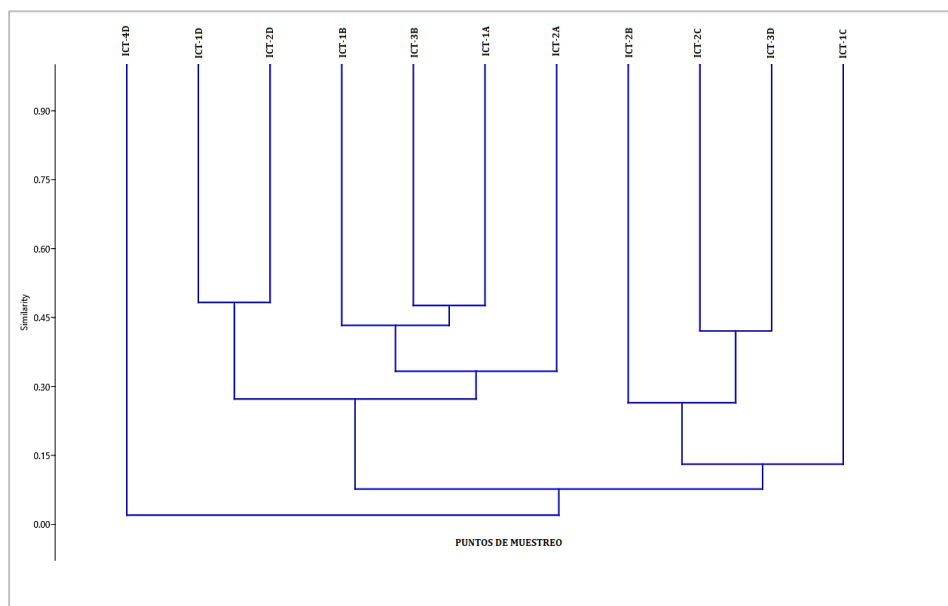 ICT-4D
ICT-1D
ICT-2D
ICT-1B
ICT-3B
ICT-1A
ICT-2A
ICT-2B
ICT-2C
ICT-3D
ICT-1C
0.90
0.75
0.60
0.45
0.30
0.15
0.00
Similarity
PUNTOS DE MUESTREO